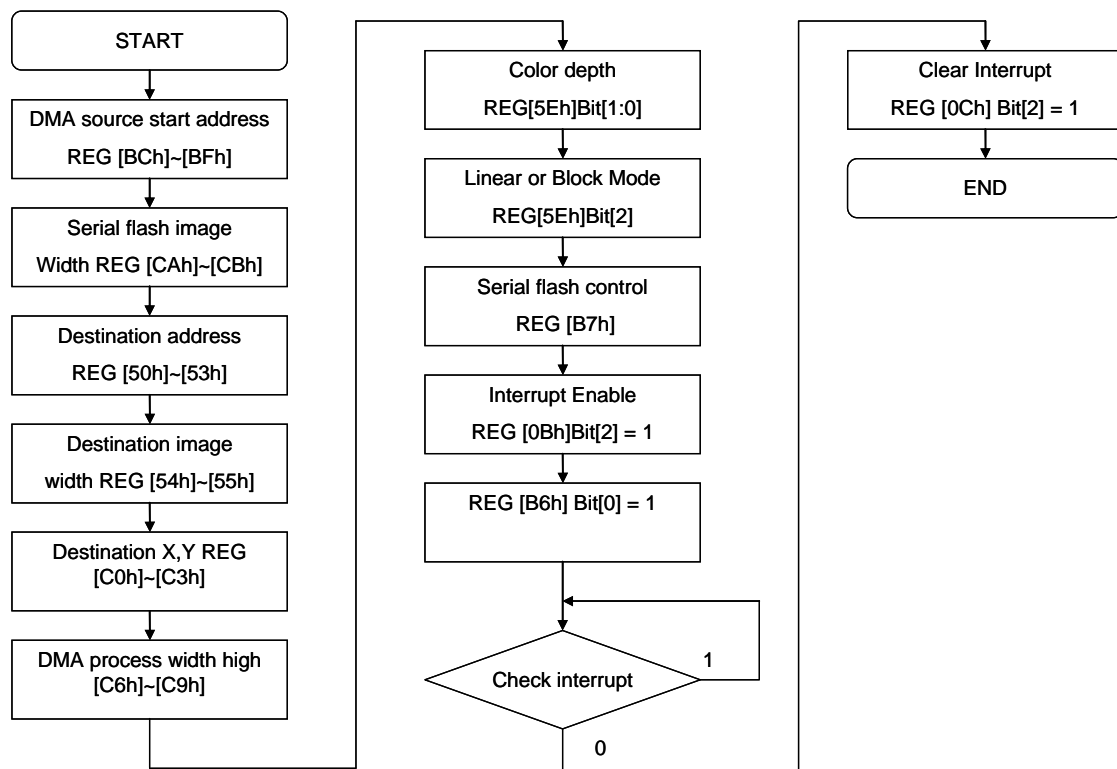 START
DMA source start address
REG [BCh]~[BFh]
Serial flash image
Width REG [CAh]~[CBh]
Destination address
REG [50h]~[53h]
Destination image
width REG [54h]~[55h]
Destination X,Y REG
[C0h]~[C3h]
DMA process width high
[C6h]~[C9h]
Color depth
REG[5Eh]Bit[1:0]
Linear or Block Mode
REG[5Eh]Bit[2]
Serial flash control
REG [B7h]
Interrupt Enable
REG [0Bh]Bit[2] = 1
REG [B6h] Bit[0] = 1
Check interrupt
1
0
Clear Interrupt
REG [0Ch] Bit[2] = 1
END